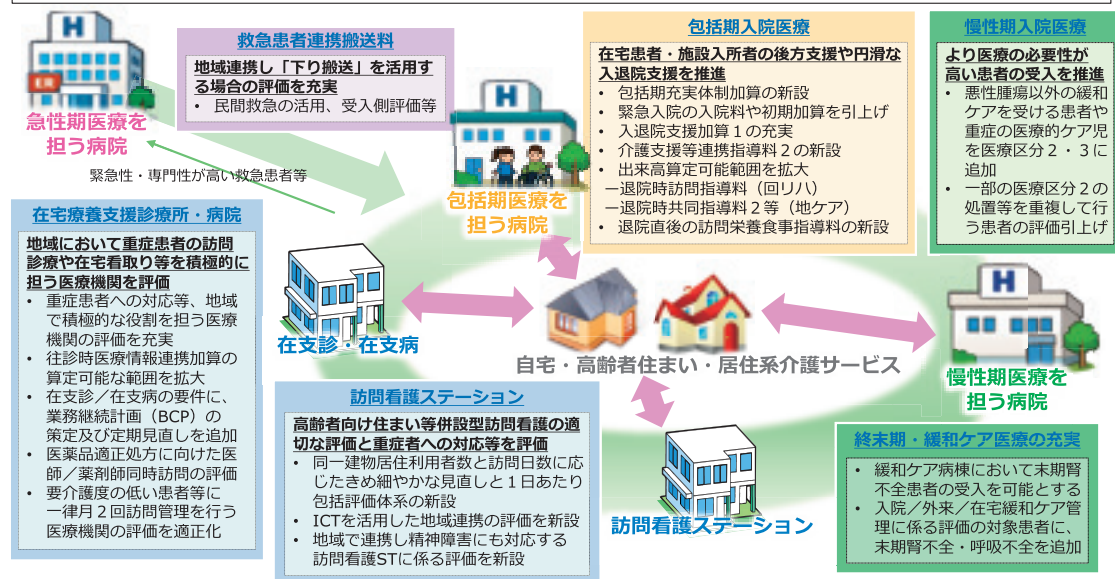 救急患者連携搬送料
地域連携し「下り搬送」を活用す
る場合の評価を充実
• 民間救急の活用、受入側評価等
H
ER
急性期医療を
担う病院
緊急性・専門性が高い救急患者等
包括期入院医療
在宅患者・施設入所者の後方支援や円滑な
入退院支援を推進
• 包括期充実体制加算の新設
• 緊急入院の入院料や初期加算を引上げ
• 入退院支援加算１の充実
• 介護支援等連携指導料２の新設
• 出来高算定可能範囲を拡大
－退院時訪問指導料（回リハ）
－退院時共同指導料２等（地ケア）
• 退院直後の訪問栄養食事指導料の新設
H
包括期医療を
担う病院
慢性期入院医療
より医療の必要性が
高い患者の受入を推進
• 悪性腫瘍以外の緩和
ケアを受ける患者や
重症の医療的ケア児
を医療区分２・３に
追加
• 一部の医療区分２の
処置等を重複して行
う患者の評価引上げ
在宅療養支援診療所・病院
地域において重症患者の訪問
診療や在宅看取り等を積極的に
担う医療機関を評価
• 重症患者への対応等、地域
で積極的な役割を担う医療
機関の評価を充実
• 往診時医療情報連携加算の
算定可能な範囲を拡大
• 在支診／在支病の要件に、
業務継続計画（BCP）の
策定及び定期見直しを追加
• 医薬品適正処方に向けた医
師／薬剤師同時訪問の評価
• 要介護度の低い患者等に
一律月２回訪問管理を行う
医療機関の評価を適正化
在支診・在支病
自宅・高齢者住まい・居住系介護サービス
H
慢性期医療を
担う病院
訪問看護ステーション
高齢者向け住まい等併設型訪問看護の適
切な評価と重症者への対応等を評価
• 同一建物居住利用者数と訪問日数に応
じたきめ細やかな見直しと１日あたり
包括評価体系の新設
• ICTを活用した地域連携の評価を新設
• 地域で連携し精神障害にも対応する
訪問看護STに係る評価を新設
訪問看護ステーション
終末期・緩和ケア医療の充実
• 緩和ケア病棟において末期腎
不全患者の受入を可能とする
• 入院／外来／在宅緩和ケア管
理に係る評価の対象患者に、
末期腎不全・呼吸不全を追加